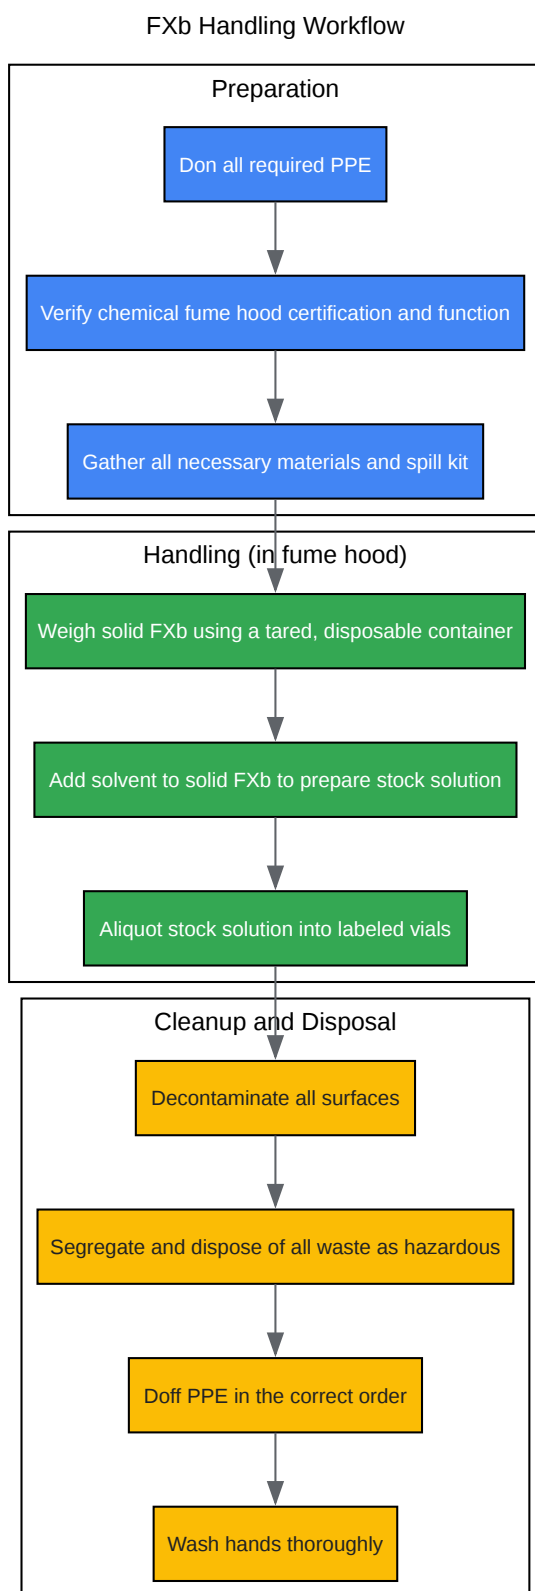 FXb Handling Workflow
Preparation
Don all required PPE
Verify chemical fume hood certification and function
Gather all necessary materials and spill kit
Handling (in fume hood)
Weigh solid FXb using a tared, disposable container
Add solvent to solid FXb to prepare stock solution
Aliquot stock solution into labeled vials
Cleanup and Disposal
Decontaminate all surfaces
Segregate and dispose of all waste as hazardous
Doff PPE in the correct order
Wash hands thoroughly